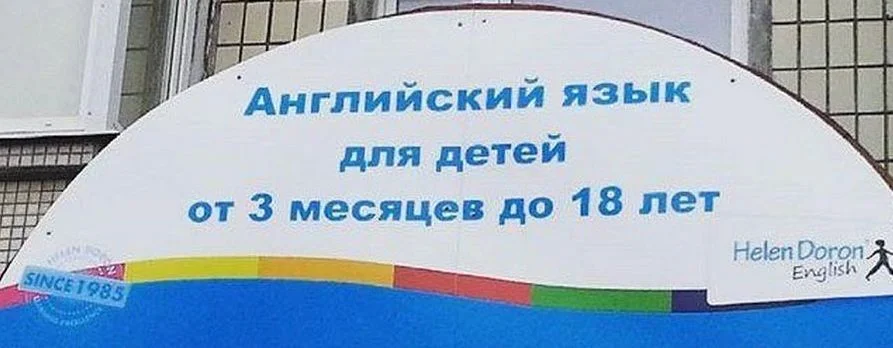 Английский язык
для детей
от 3 месяцев до 18 лет
Helen Doron
English
SINCE 1985